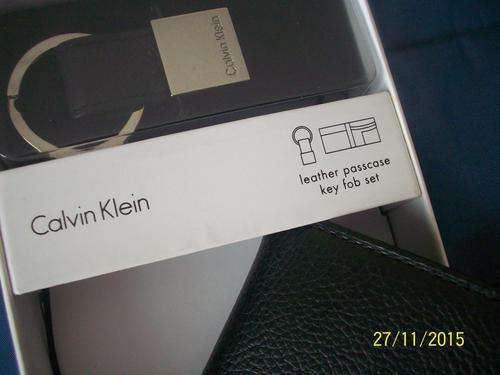 Calvin Klein
Calvin Klein
leather passcase
key fob set
27/11/2015